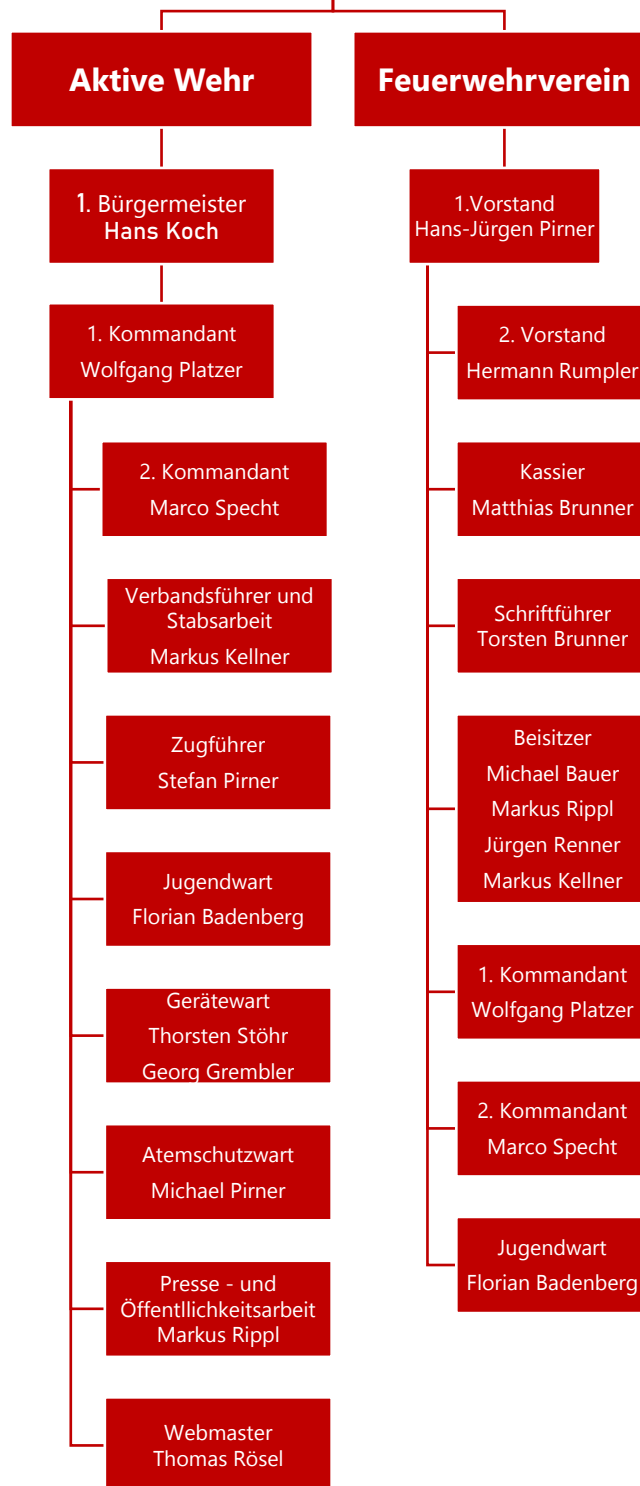 Aktive Wehr
1. Bürgermeister
Hans Koch
1. Kommandant
Wolfgang Platzer
2. Kommandant
Marco Specht
Verbandsführer und
Stabsarbeit
Markus Kellner
Zugführer
Stefan Pirner
Jugendwart
Florian Badenberg
Gerätewart
Thorsten Stöhr
Georg Grembler
Atemschutzwart
Michael Pirner
Presse - und
Öffentllichkeitsarbeit
Markus Rippl
Webmaster
Thomas Rösel
Feuerwehrverein
1.Vorstand
Hans-Jürgen Pirner
2. Vorstand
Hermann Rumpler
Kassier
Matthias Brunner
Schriftführer
Torsten Brunner
Beisitzer
Michael Bauer
Markus Rippl
Jürgen Renner
Markus Kellner
1. Kommandant
Wolfgang Platzer
2. Kommandant
Marco Specht
Jugendwart
Florian Badenberg